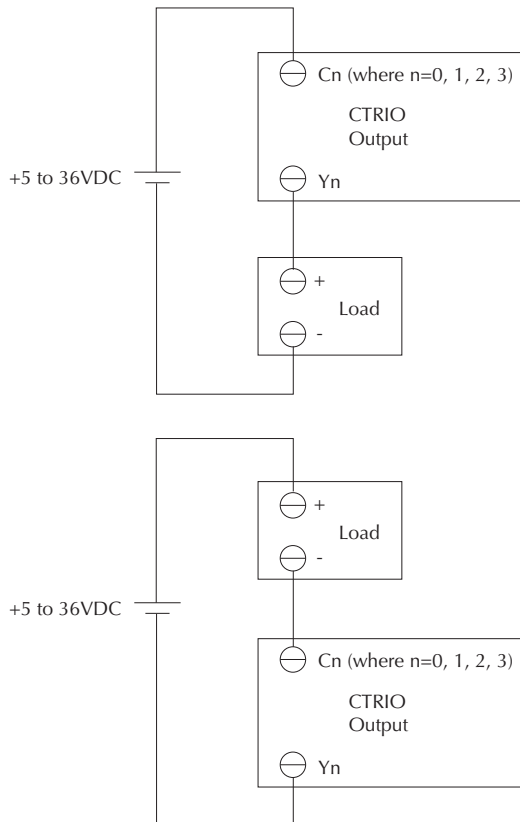 Cn (where n=0, 1, 2, 3)
CTRIO
Output
+5 to 36VDC
Yn
+
Load
-
+
Load
-
+5 to 36VDC
Cn (where n=0, 1, 2, 3)
CTRIO
Output
Yn